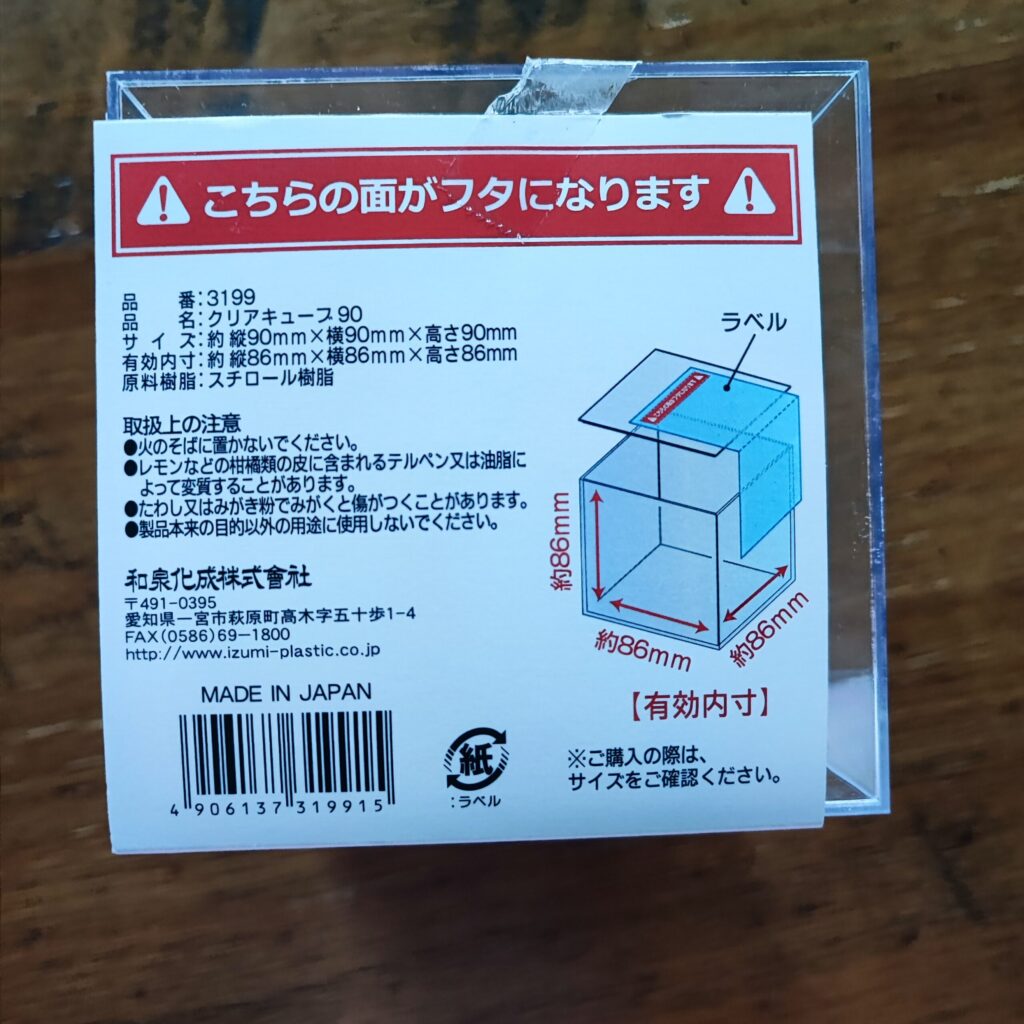 こちらの面がフタになります
品　番：3199
品　名：クリアキューブ90
サイズ：約 縦90mm×横90mm×高さ90mm
有効内寸：約 縦86mm×横86mm×高さ86mm
原料樹脂：スチロール樹脂
取扱上の注意
●火のそばに置かないでください。
●レモンなどの柑橘類の皮に含まれるテルペン又は油脂に
よって変質することがあります。
●たわし又はみがき粉でみがくと傷がつくことがあります。
●製品本来の目的以外の用途に使用しないでください。
和泉化成株式會社
〒491-0395
愛知県一宮市萩原町高木字五十歩1-4
FAX(0586)69-1800
http://www.izumi-plastic.co.jp
MADE IN JAPAN
4 906137 319915
紙
：ラベル
ラベル
こちらの面がフタになります
約86mm
約86mm
約86mm
【有効内寸】
※ご購入の際は、
サイズをご確認ください。